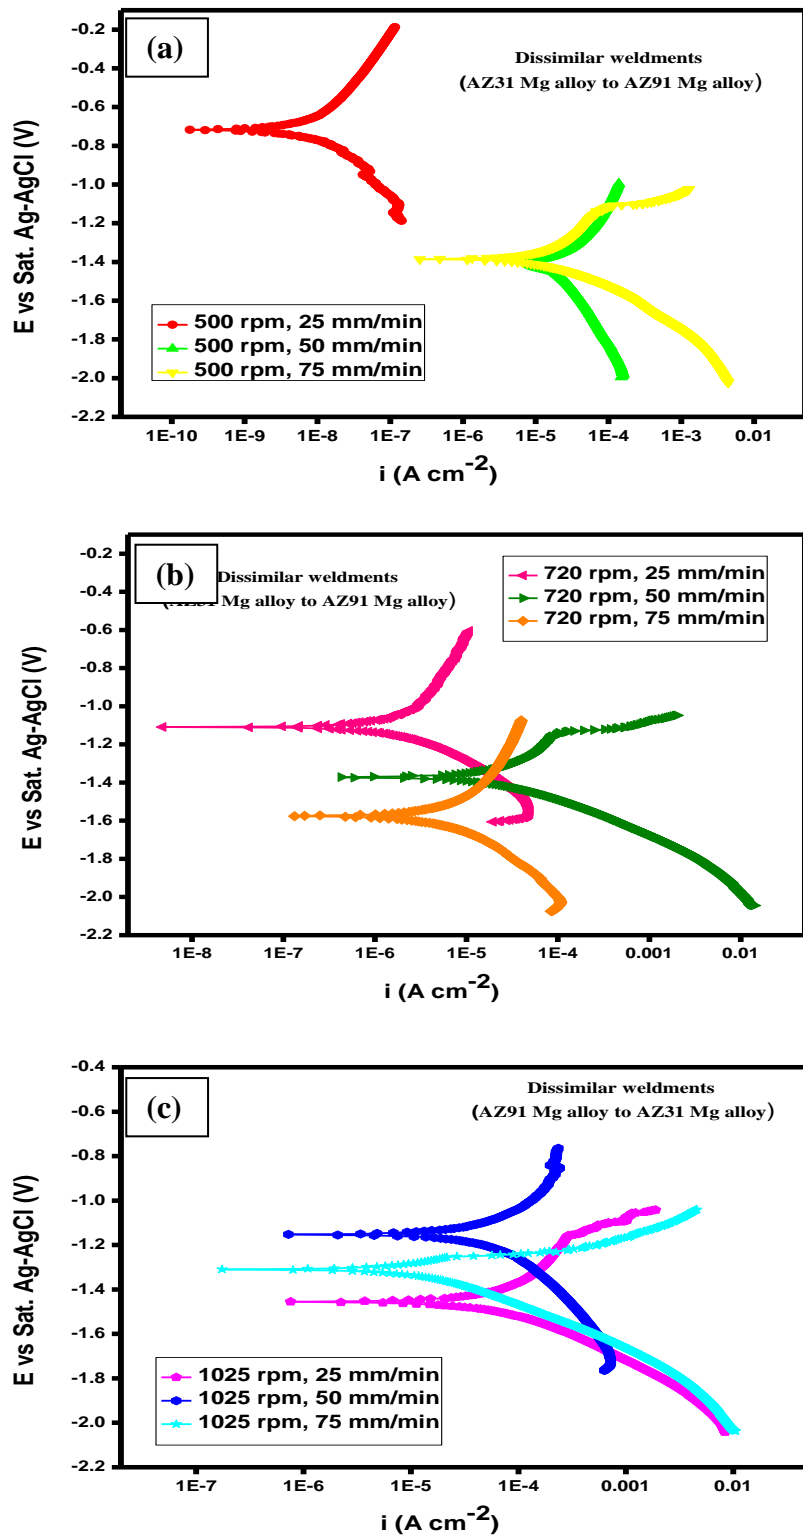 (a)
Dissimilar weldments
(AZ31 Mg alloy to AZ91 Mg alloy)
E vs Sat. Ag-AgCl (V)
-0.2
-0.4
-0.6
-0.8
-1.0
-1.2
-1.4
-1.6
-1.8
-2.0
-2.2
500 rpm, 25 mm/min
500 rpm, 50 mm/min
500 rpm, 75 mm/min
1E-10 1E-9 1E-8 1E-7 1E-6 1E-5 1E-4 1E-3 0.01
i (A cm-2)
(b)
Dissimilar weldments
Mg alloy to AZ91 Mg alloy)
720 rpm, 25 mm/min
720 rpm, 50 mm/min
720 rpm, 75 mm/min
E vs Sat. Ag-AgCl (V)
-0.2
-0.4
-0.6
-0.8
-1.0
-1.2
-1.4
-1.6
-1.8
-2.0
-2.2
1E-8 1E-7 1E-6 1E-5 1E-4 0.001 0.01
i (A cm-2)
(c)
Dissimilar weldments
(AZ91 Mg alloy to AZ31 Mg alloy)
E vs Sat. Ag-AgCl (V)
-0.4
-0.6
-0.8
-1.0
-1.2
-1.4
-1.6
-1.8
-2.0
-2.2
1025 rpm, 25 mm/min
1025 rpm, 50 mm/min
1025 rpm, 75 mm/min
1E-7 1E-6 1E-5 1E-4 0.001 0.01
i (A cm-2)